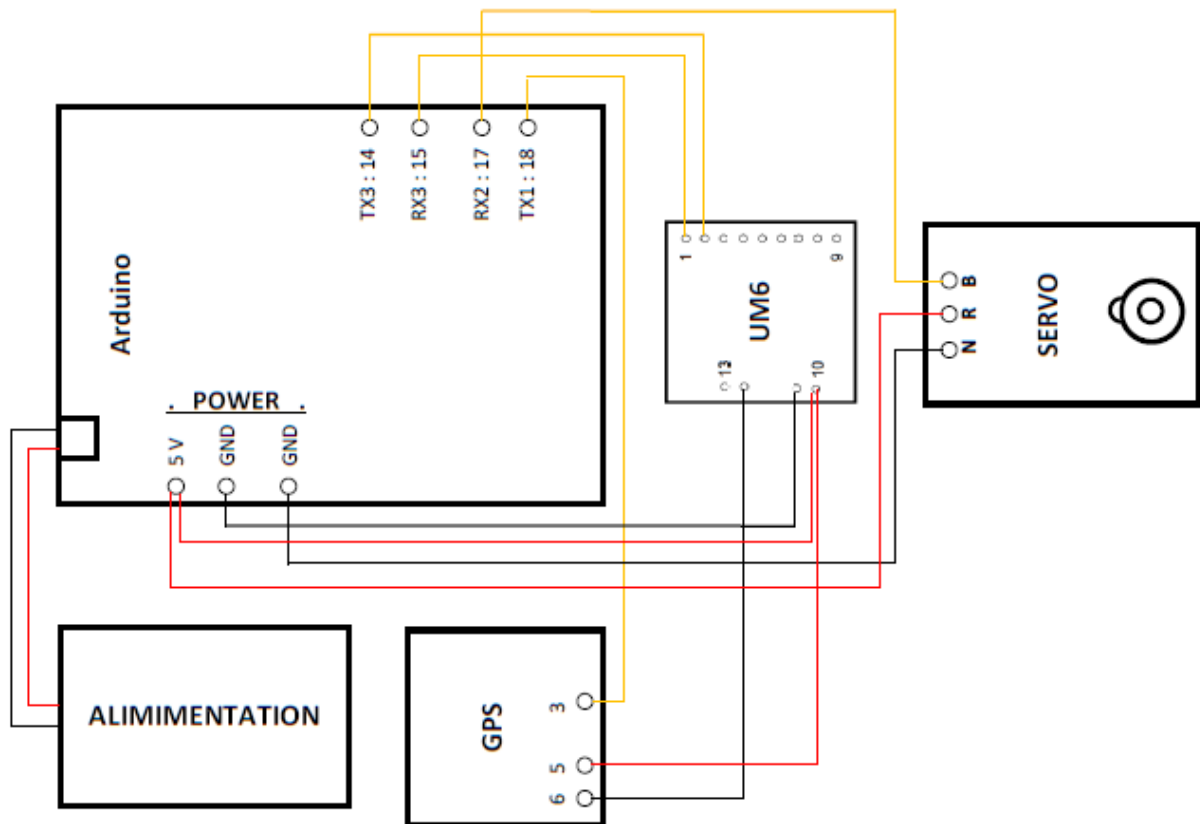 TX3 : 14
RX3 : 15
RX2 : 17
TX1 : 18
Arduino
. POWER .
5 V
GND
GND
1
9
UM6
13
10
B
R
N
SERVO
ALIMIMENTATION
GPS
3
5
6